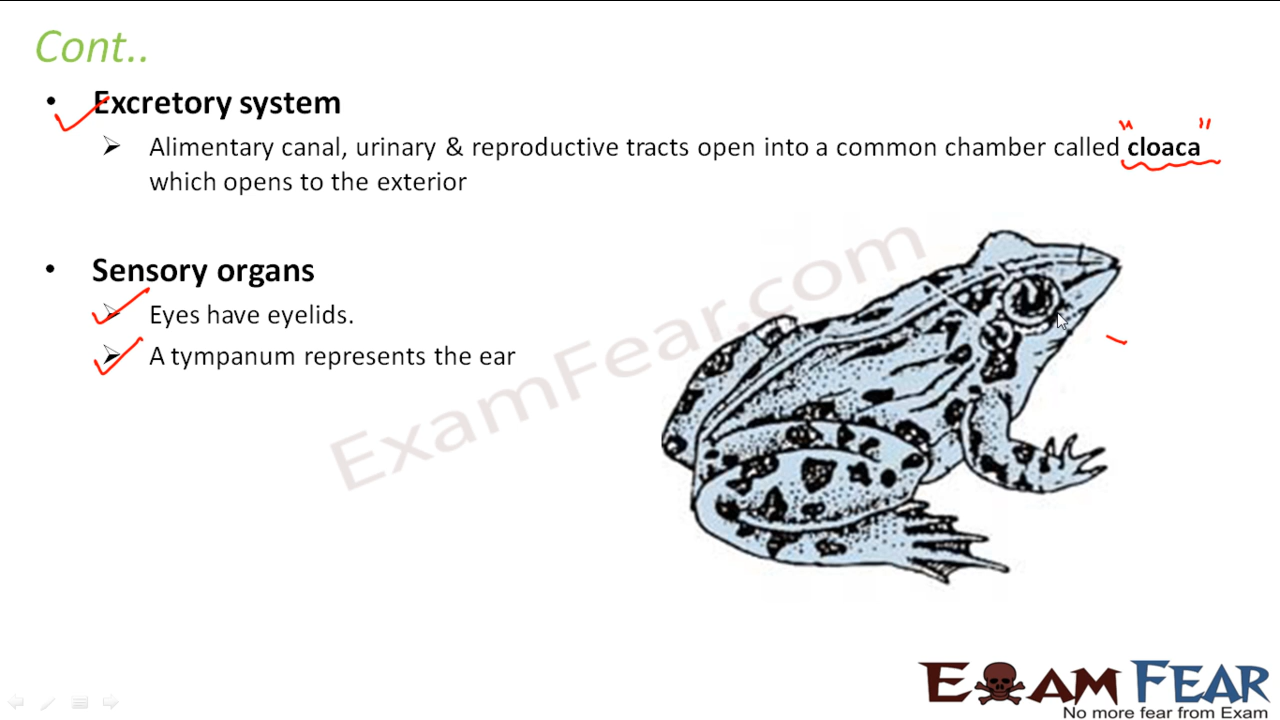 Cont..
• Excretory system
➢ Alimentary canal, urinary & reproductive tracts open into a common chamber called "cloaca"
which opens to the exterior
• Sensory organs
➢ Eyes have eyelids.
➢ A tympanum represents the ear
ExamFear.com
EXAM FEAR
No more fear from Exam